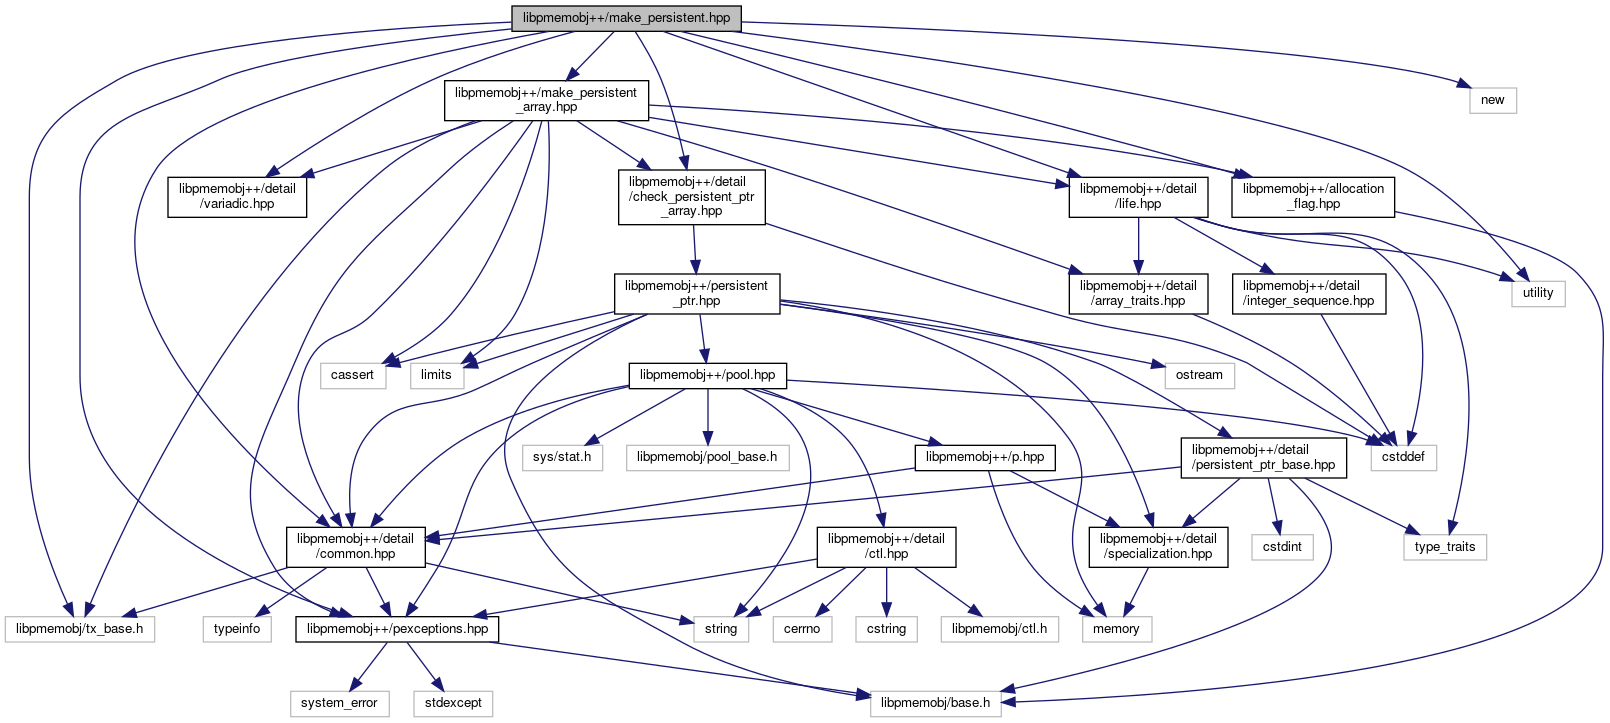 libpmemobj++/make_persistent.hpp
libpmemobj++/make_persistent
_array.hpp
new
libpmemobj++/detail
/variadic.hpp
libpmemobj++/detail
/check_persistent_ptr
_array.hpp
libpmemobj++/detail
/life.hpp
libpmemobj++/allocation
_flag.hpp
libpmemobj++/persistent
_ptr.hpp
libpmemobj++/detail
/array_traits.hpp
libpmemobj++/detail
/integer_sequence.hpp
utility
cassert
limits
libpmemobj++/pool.hpp
ostream
sys/stat.h
libpmemobj/pool_base.h
libpmemobj++/p.hpp
libpmemobj++/detail
/persistent_ptr_base.hpp
cstddef
libpmemobj++/detail
/common.hpp
libpmemobj++/detail
/ctl.hpp
libpmemobj++/detail
/specialization.hpp
cstdint
type_traits
libpmemobj/tx_base.h
typeinfo
libpmemobj++/pexceptions.hpp
string
cerrno
cstring
libpmemobj/ctl.h
memory
system_error
stdexcept
libpmemobj/base.h